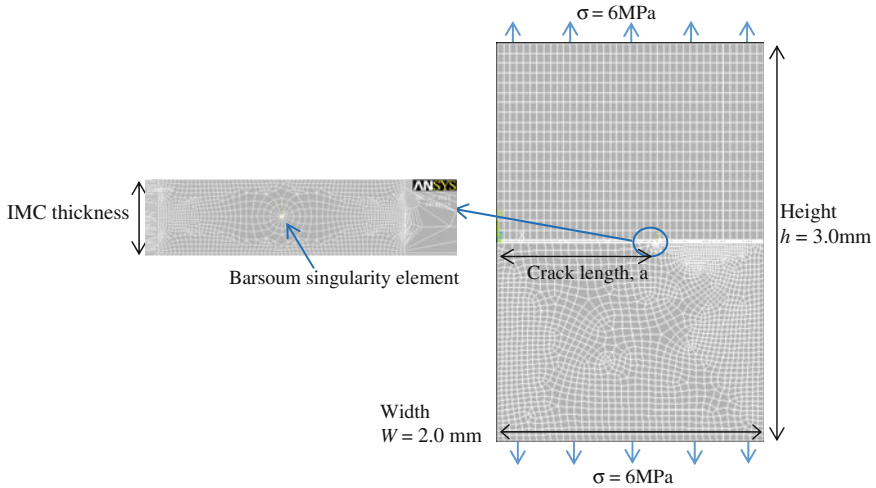 σ = 6MPa
ANSYS
IMC thickness
Barsoum singularity element
Crack length, a
Height
h = 3.0mm
Width
W = 2.0 mm
σ = 6MPa